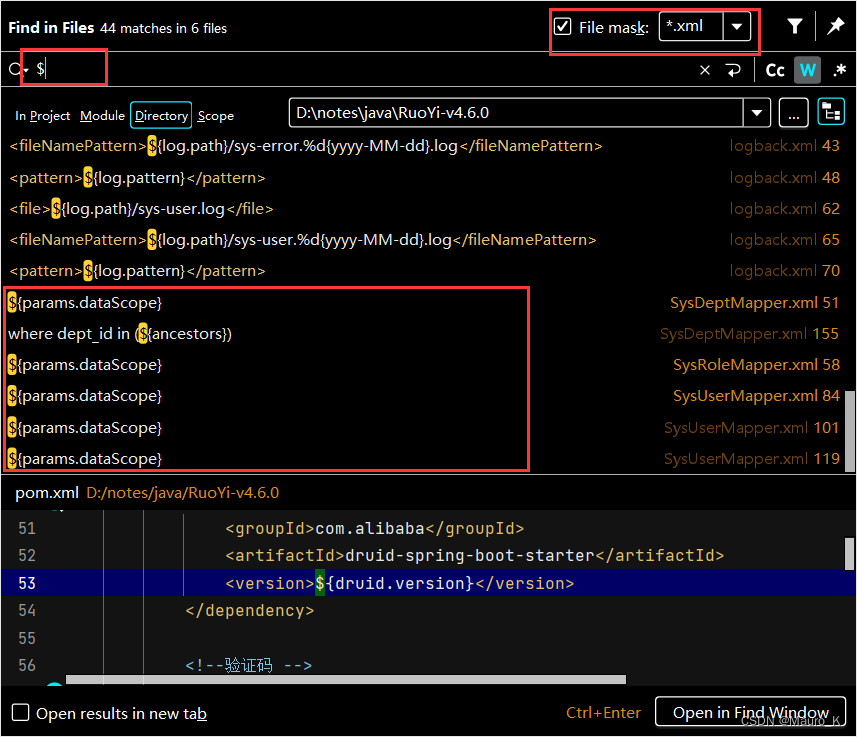 Find in Files 44 matches in 6 files File mask: *.xml
$ Cc W .*
In Project Module Directory Scope D:\notes\java\RuoYi-v4.6.0 ...
<fileNamePattern>${log.path}/sys-error.%d{yyyy-MM-dd}.log</fileNamePattern> logback.xml 43
<pattern>${log.pattern}</pattern> logback.xml 48
<file>${log.path}/sys-user.log</file> logback.xml 62
<fileNamePattern>${log.path}/sys-user.%d{yyyy-MM-dd}.log</fileNamePattern> logback.xml 65
<pattern>${log.pattern}</pattern> logback.xml 70
${params.dataScope} SysDeptMapper.xml 51
where dept_id in (${ancestors}) SysDeptMapper.xml 155
${params.dataScope} SysRoleMapper.xml 58
${params.dataScope} SysUserMapper.xml 84
${params.dataScope} SysUserMapper.xml 101
${params.dataScope} SysUserMapper.xml 119
pom.xml D:/notes/java/RuoYi-v4.6.0
51 <groupId>com.alibaba</groupId>
52 <artifactId>druid-spring-boot-starter</artifactId>
53 <version>${druid.version}</version>
54 </dependency>
55
56 <!--验证码 -->
Open results in new tab Ctrl+Enter Open in Find Window
CSDN @Mauro_K